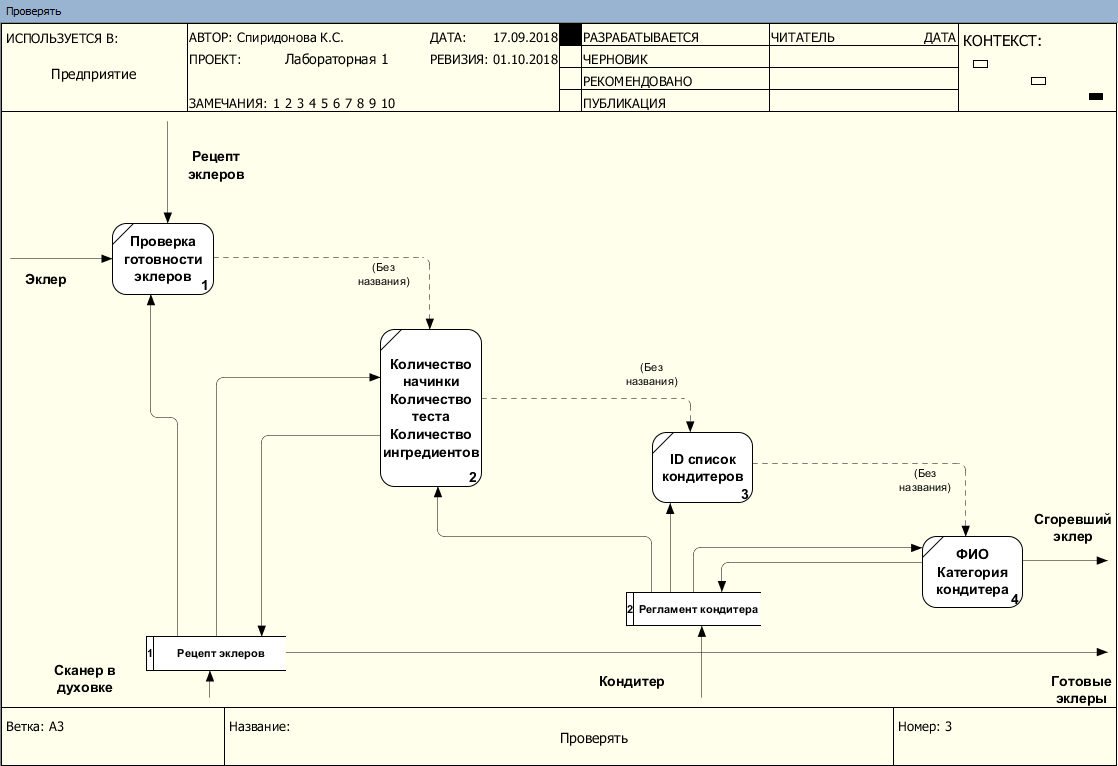 Проверять
ИСПОЛЬЗУЕТСЯ В:
Предприятие
АВТОР: Спиридонова К.С.
ДАТА: 17.09.2018
ПРОЕКТ: Лабораторная 1
РЕВИЗИЯ: 01.10.2018
ЗАМЕЧАНИЯ: 1 2 3 4 5 6 7 8 9 10
РАЗРАБАТЫВАЕТСЯ
ЧЕРНОВИК
РЕКОМЕНДОВАНО
ПУБЛИКАЦИЯ
ЧИТАТЕЛЬ ДАТА
КОНТЕКСТ:
Рецепт
эклеров
Эклер
Проверка
готовности
эклеров
1
(Без
названия)
Количество
начинки
Количество
теста
Количество
ингредиентов
2
(Без
названия)
ID список
кондитеров
3
(Без
названия)
ФИО
Категория
кондитера
4
Сгоревший
эклер
2 Регламент кондитера
1 Рецепт эклеров
Сканер в
духовке
Кондитер
Готовые
эклеры
Ветка: A3
Название:
Проверять
Номер: 3